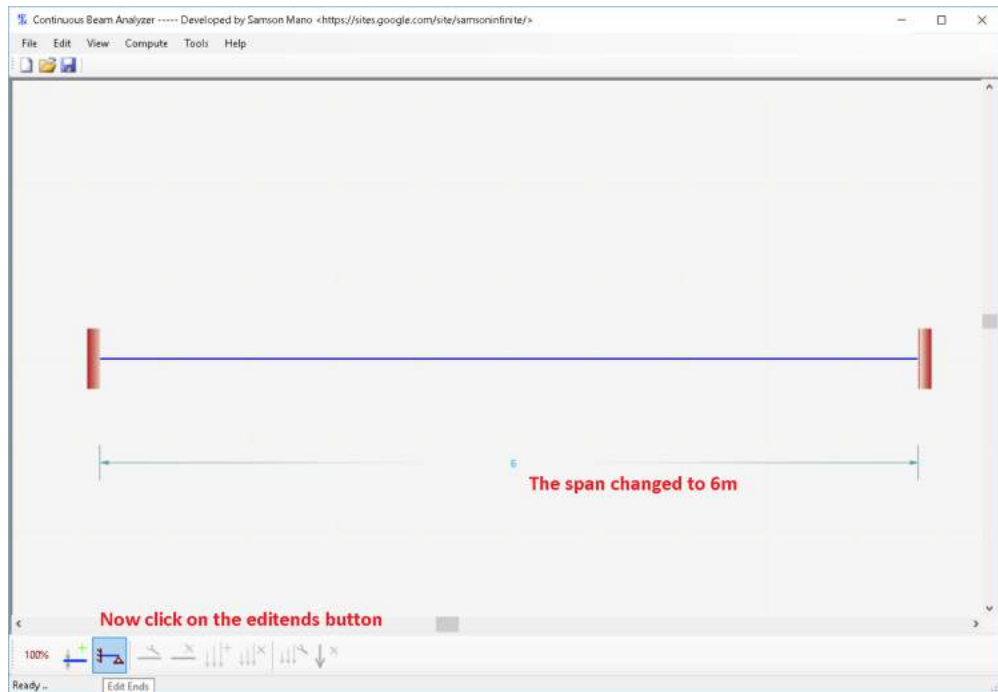 Continuous Beam Analyzer ----- Developed by Samson Mano <https://sites.google.com/site/samsoninfinite/>
File Edit View Compute Tools Help
6
The span changed to 6m
Now click on the editends button
100%
Ready ..
Edit Ends